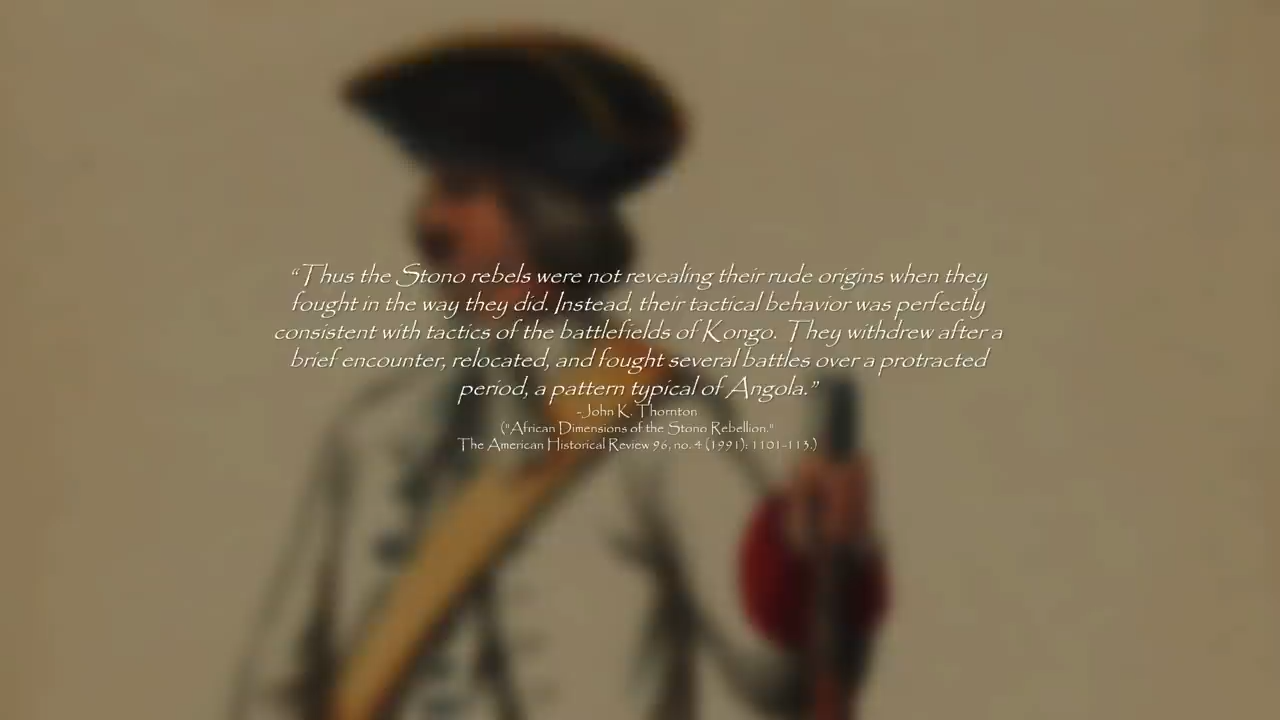 “Thus the Stono rebels were not revealing their rude origins when they
fought in the way they did. Instead, their tactical behavior was perfectly
consistent with tactics of the battlefields of Kongo. They withdrew after a
brief encounter, relocated, and fought several battles over a protracted
period, a pattern typical of Angola.”
-John K. Thornton
("African Dimensions of the Stono Rebellion."
The American Historical Review 96, no. 4 (1991): 1101-113.)